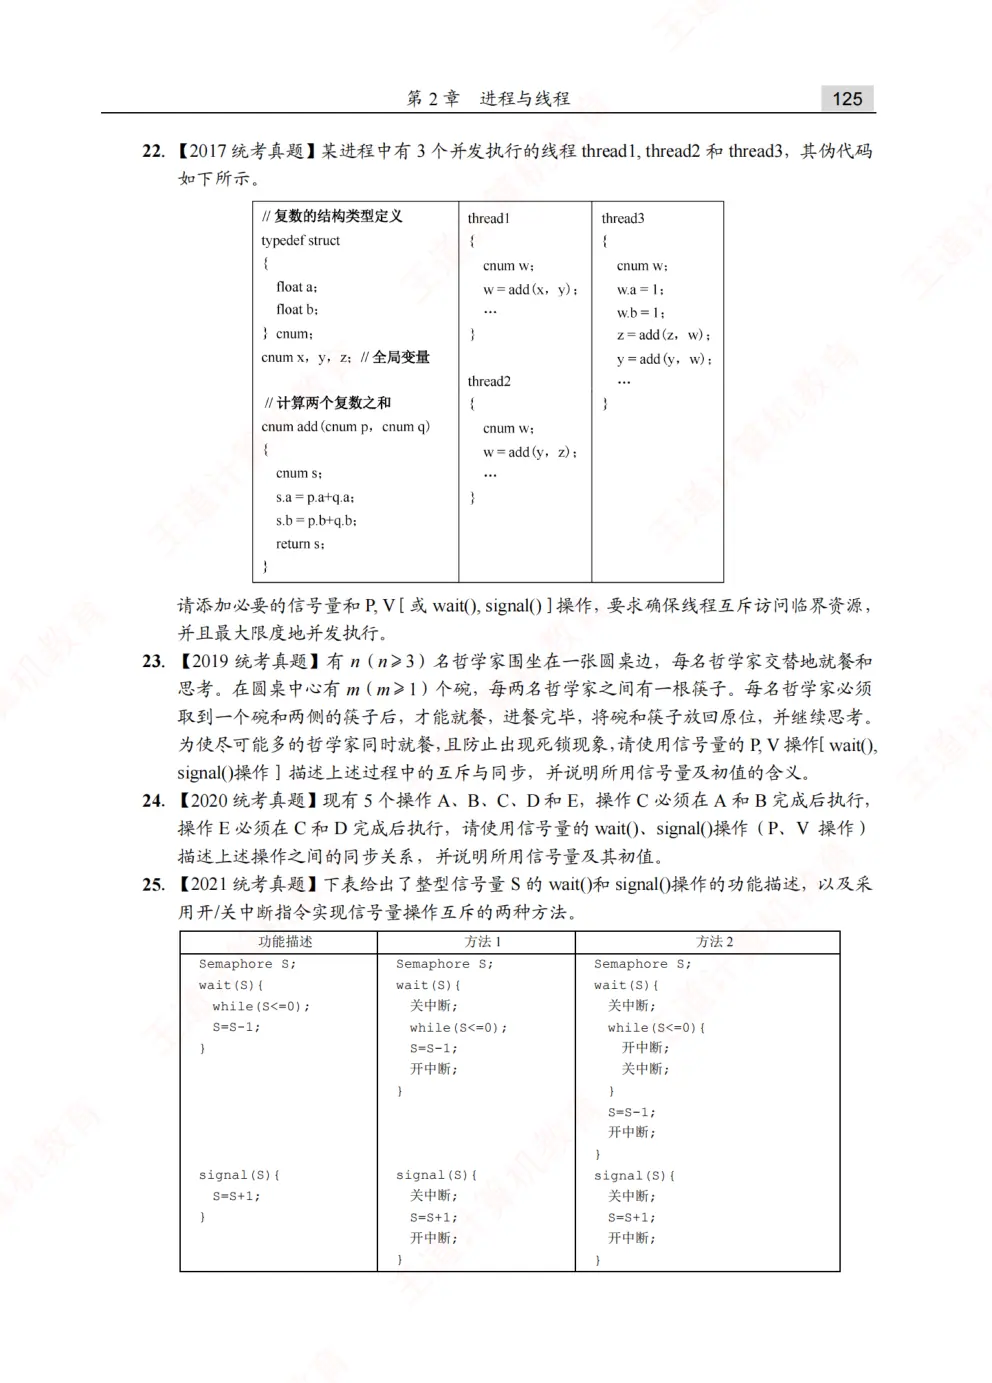 第 2 章 进程与线程 125
22. 【2017 统考真题】某进程中有 3 个并发执行的线程 thread1, thread2 和 thread3，其伪代码
如下所示。
// 复数的结构类型定义
typedef struct
{
float a;
float b;
} cnum;
cnum x，y，z; // 全局变量
// 计算两个复数之和
cnum add(cnum p，cnum q)
{
cnum s;
s.a = p.a+q.a;
s.b = p.b+q.b;
return s;
}
thread1
{
cnum w;
w = add(x，y);
…
}
thread2
{
cnum w;
w = add(y，z);
…
}
thread3
{
cnum w;
w.a = 1;
w.b = 1;
z = add(z，w);
y = add(y，w);
…
}
请添加必要的信号量和 P, V [ 或 wait(), signal() ]操作，要求确保线程互斥访问临界资源，
并且最大限度地并发执行。
23. 【2019 统考真题】有 n（n⩾3）名哲学家围坐在一张圆桌边，每名哲学家交替地就餐和
思考。在圆桌中心有 m（m⩾1）个碗，每两名哲学家之间有一根筷子。每名哲学家必须
取到一个碗和两侧的筷子后，才能就餐，进餐完毕，将碗和筷子放回原位，并继续思考。
为使尽可能多的哲学家同时就餐，且防止出现死锁现象，请使用信号量的 P, V 操作[ wait(),
signal()操作 ] 描述上述过程中的互斥与同步，并说明所用信号量及初值的含义。
24. 【2020 统考真题】现有 5 个操作 A、B、C、D 和 E，操作 C 必须在 A 和 B 完成后执行，
操作 E 必须在 C 和 D 完成后执行，请使用信号量的 wait()、signal()操作（P、V 操作）
描述上述操作之间的同步关系，并说明所用信号量及其初值。
25. 【2021 统考真题】下表给出了整型信号量 S 的 wait()和 signal()操作的功能描述，以及采
用开/关中断指令实现信号量操作互斥的两种方法。
功能描述 方法 1 方法 2
Semaphore S;
wait(S){
while(S<=0);
S=S-1;
}
signal(S){
S=S+1;
}
Semaphore S;
wait(S){
关中断;
while(S<=0);
S=S-1;
开中断;
}
signal(S){
关中断;
S=S+1;
开中断;
}
Semaphore S;
wait(S){
关中断;
while(S<=0){
开中断;
关中断;
}
S=S-1;
开中断;
}
signal(S){
关中断;
S=S+1;
开中断;
}